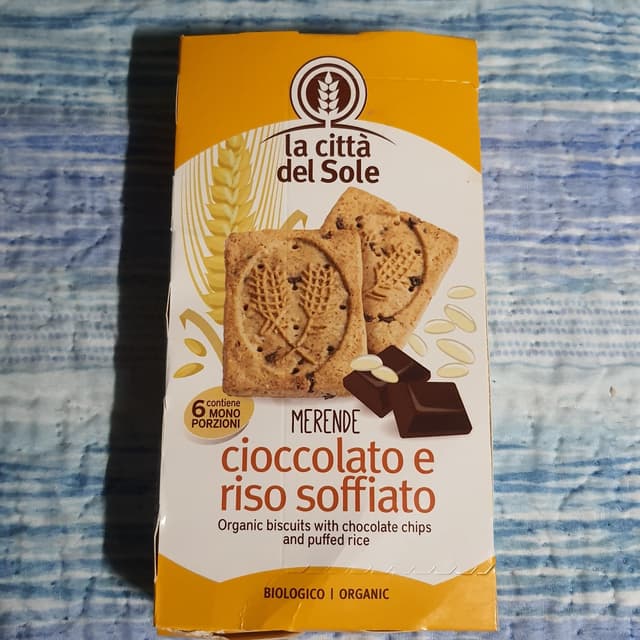 la città
del Sole
6 contiene
MONO
PORZIONI
MERENDE
cioccolato e
riso soffiato
Organic biscuits with chocolate chips
and puffed rice
BIOLOGICO | ORGANIC